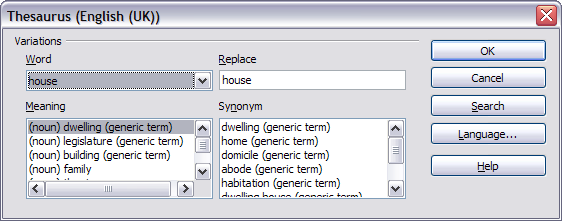 Thesaurus (English (UK))
Variations
Word
Replace
OK
house
house
Cancel
Meaning
Synonym
Search
(noun) dwelling (generic term)
(noun) legislature (generic term)
(noun) building (generic term)
(noun) family
dwelling (generic term)
home (generic term)
domicile (generic term)
abode (generic term)
habitation (generic term)
dwelling house (generic term)
Language...
Help